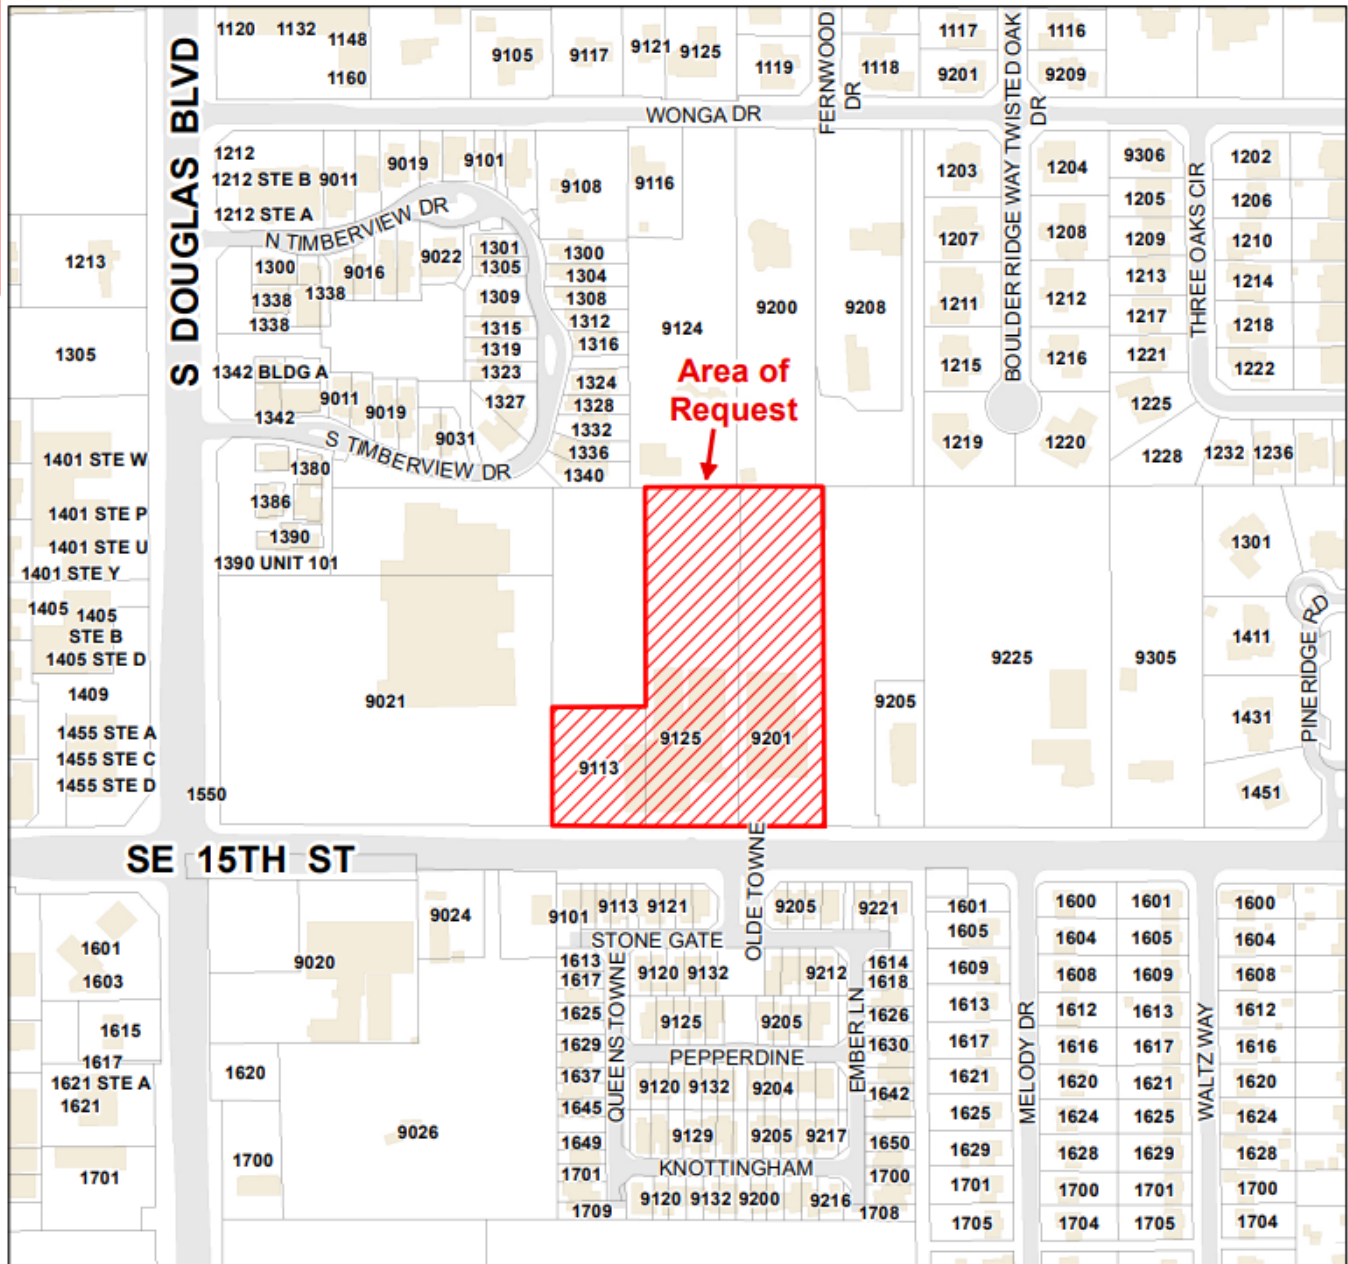 1120 1132 1148
1160
9105 9117 9121 9125
1119 1118
1117 1116
9201 9209
S DOUGLAS BLVD
WONGA DR
FERNWOOD DR
BOULDER RIDGE WAY TWISTED OAK DR
THREE OAKS CIR
1212
1212 STE B 9011
1212 STE A
9019 9101
9108 9116
N TIMBERVIEW DR
1203 1204 9306 1202
1205 1206
1207 1208 1209 1210
1213 1214
1211 1212 1217 1218
1215 1216 1221 1222
1225
1219 1220 1228 1232 1236
1213
1305
1300 9016 9022
1338 1338
1338
1301
1305
1309
1315
1319
1323
1327
1300
1304
1308
1312
1316
1324
1328
1332
1336
1340
9124 9200 9208
1342 BLDG A
9011 9019
1342
9031
S TIMBERVIEW DR
Area of
Request
1380
1386
1390
1390 UNIT 101
1401 STE W
1401 STE P
1401 STE U
1401 STE Y
1405 1405
STE B
1405 STE D
1409
1455 STE A
1455 STE C
1455 STE D
1550
9021
9113 9125 9201
9205
9225 9305
1301
1411
1431
1451
PINERIDGE RD
SE 15TH ST
OLDE TOWNE
9024
9020
9026
1620
1700
1601
1603
1615
1617
1621 STE A
1621
1701
9101 9113 9121 9205 9221
STONE GATE
QUEENS TOWNE
EMBER LN
1613
1617
1625
1629
1637
1645
1649
1701
1709
9120 9132 9212
9125 9205
PEPPERDINE
9120 9132 9204
9129 9205 9217
KNOTTINGHAM
9120 9132 9200 9216
1614
1618
1626
1630
1642
1650
1700
1708
1601
1605
1609
1613
1617
1621
1625
1629
1701
1705
MELODY DR
1600 1601
1604 1605
1608 1609
1612 1613
1616 1617
1620 1621
1624 1625
1628 1629
1700 1701
1704 1705
WALTZ WAY
1600
1604
1608
1612
1616
1620
1624
1628
1700
1704